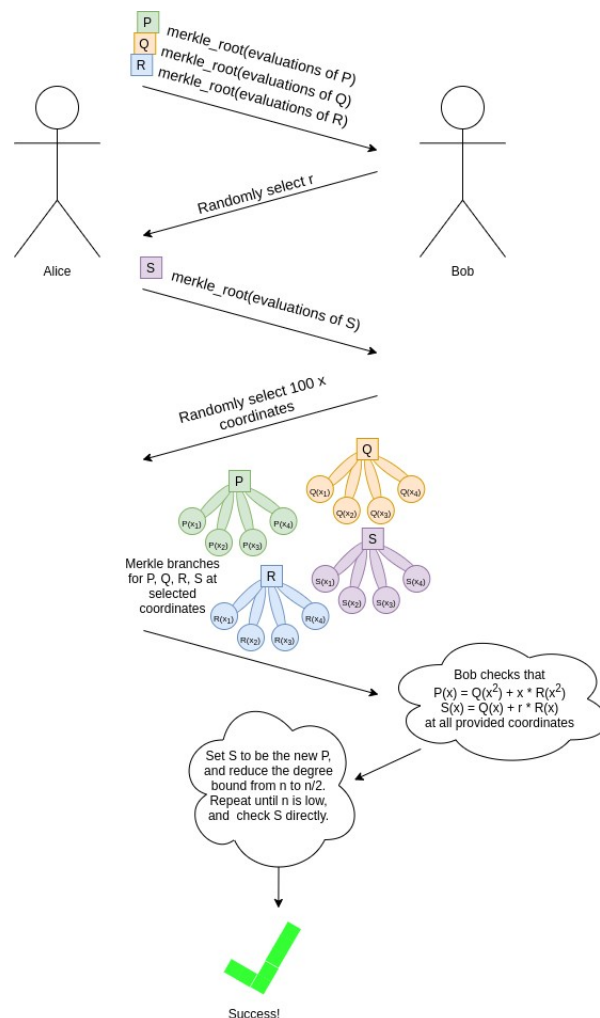 P
merkle_root(evaluations of P)
Q
merkle_root(evaluations of Q)
R
merkle_root(evaluations of R)
Randomly select r
Alice
Bob
S
merkle_root(evaluations of S)
Randomly select 100 x
coordinates
Q
Q(x₁)
Q(x₂)
Q(x₃)
Q(x₄)
P
P(x₁)
P(x₂)
P(x₃)
P(x₄)
S
S(x₁)
S(x₂)
S(x₃)
S(x₄)
Merkle branches
for P, Q, R, S at
selected
coordinates
R
R(x₁)
R(x₂)
R(x₃)
R(x₄)
Bob checks that
P(x) = Q(x²) + x * R(x²)
S(x) = Q(x) + r * R(x)
at all provided coordinates
Set S to be the new P,
and reduce the degree
bound from n to n/2.
Repeat until n is low,
and check S directly.
Success!